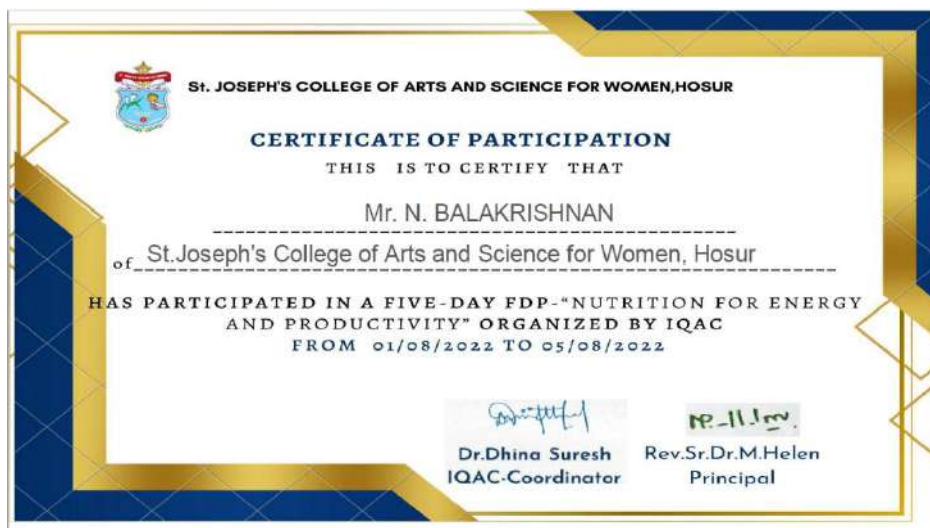 St. JOSEPH'S COLLEGE OF ARTS AND SCIENCE FOR WOMEN,HOSUR
CERTIFICATE OF PARTICIPATION
THIS IS TO CERTIFY THAT
Mr. N. BALAKRISHNAN
of St.Joseph's College of Arts and Science for Women, Hosur
HAS PARTICIPATED IN A FIVE-DAY FDP-“NUTRITION FOR ENERGY
AND PRODUCTIVITY” ORGANIZED BY IQAC
FROM 01/08/2022 TO 05/08/2022
Dr.Dhina Suresh
IQAC-Coordinator
Rev.Sr.Dr.M.Helen
Principal